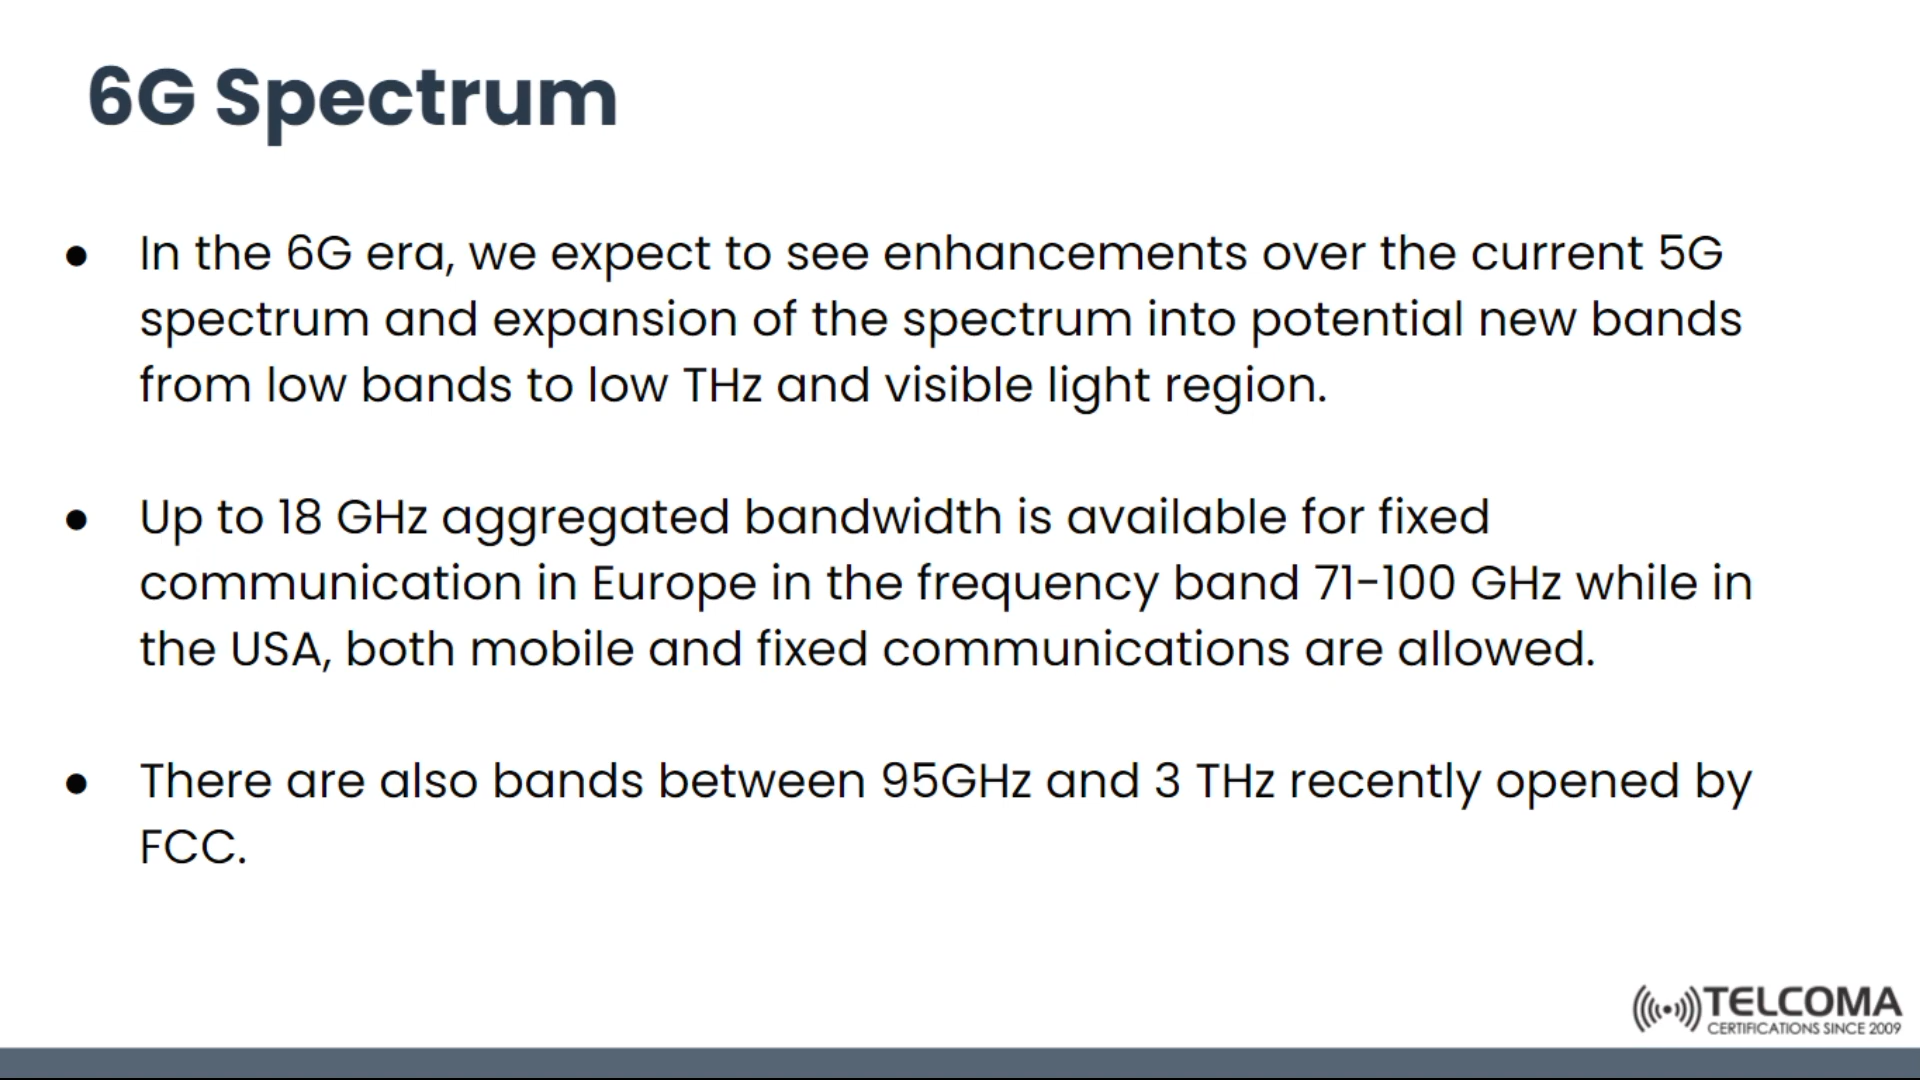 6G Spectrum
● In the 6G era, we expect to see enhancements over the current 5G
spectrum and expansion of the spectrum into potential new bands
from low bands to low THz and visible light region.
● Up to 18 GHz aggregated bandwidth is available for fixed
communication in Europe in the frequency band 71-100 GHz while in
the USA, both mobile and fixed communications are allowed.
● There are also bands between 95GHz and 3 THz recently opened by
FCC.
TELCOMA
CERTIFICATIONS SINCE 2009